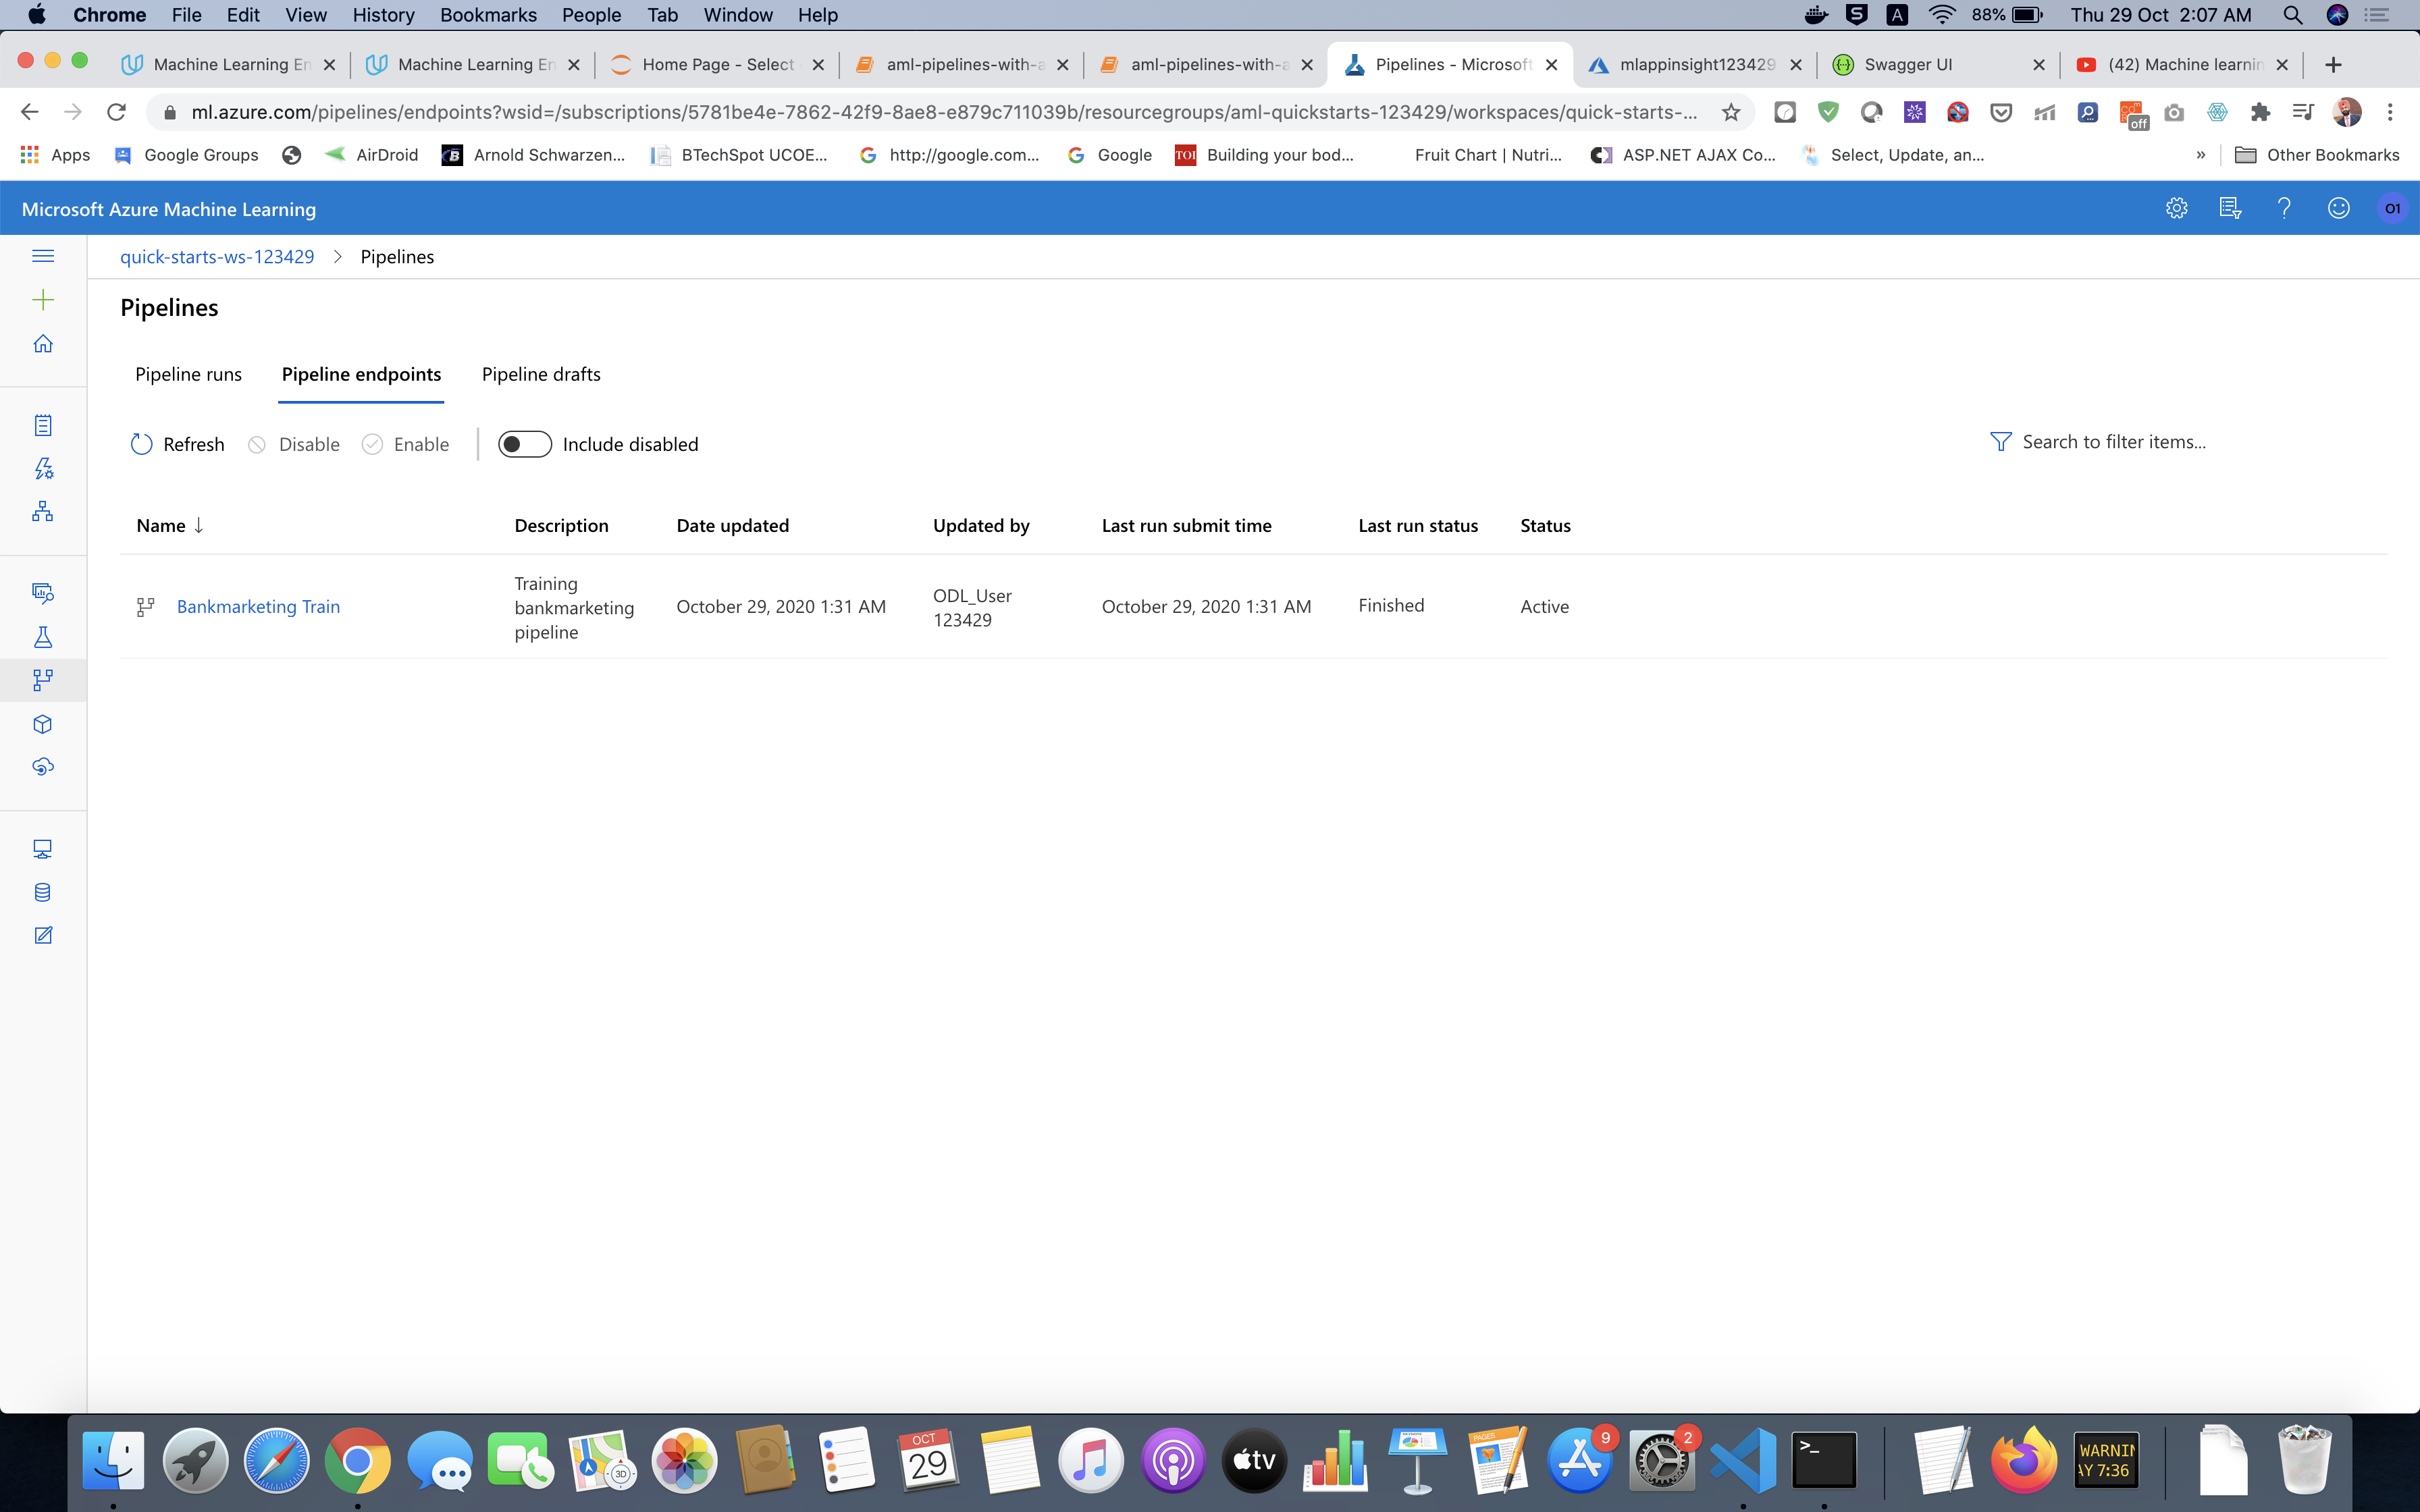 Chrome File Edit View History Bookmarks People Tab Window Help
S A 88% Thu 29 Oct 2:07 AM
Machine Learning En
Machine Learning En
Home Page - Select
aml-pipelines-with-a
aml-pipelines-with-a
Pipelines - Microsoft
mlappinsight123429
Swagger UI
(42) Machine learnin
ml.azure.com/pipelines/endpoints?wsid=/subscriptions/5781be4e-7862-42f9-8ae8-e879c711039b/resourcegroups/aml-quickstarts-123429/workspaces/quick-starts-...
off
Apps Google Groups AirDroid Arnold Schwarzen... BTechSpot UCOE... http://google.com... Google TOI Building your bod... Fruit Chart | Nutri... ASP.NET AJAX Co... Select, Update, an... » Other Bookmarks
Microsoft Azure Machine Learning
O1
quick-starts-ws-123429 > Pipelines
Pipelines
Pipeline runs Pipeline endpoints Pipeline drafts
Refresh Disable Enable Include disabled
Search to filter items...
Name ↓ Description Date updated Updated by Last run submit time Last run status Status
Bankmarketing Train
Training
bankmarketing
pipeline
October 29, 2020 1:31 AM
ODL_User
123429
October 29, 2020 1:31 AM
Finished
Active
3D
OCT
29
tv
PAGES
9
2
>_
WARNIN
AY 7:36